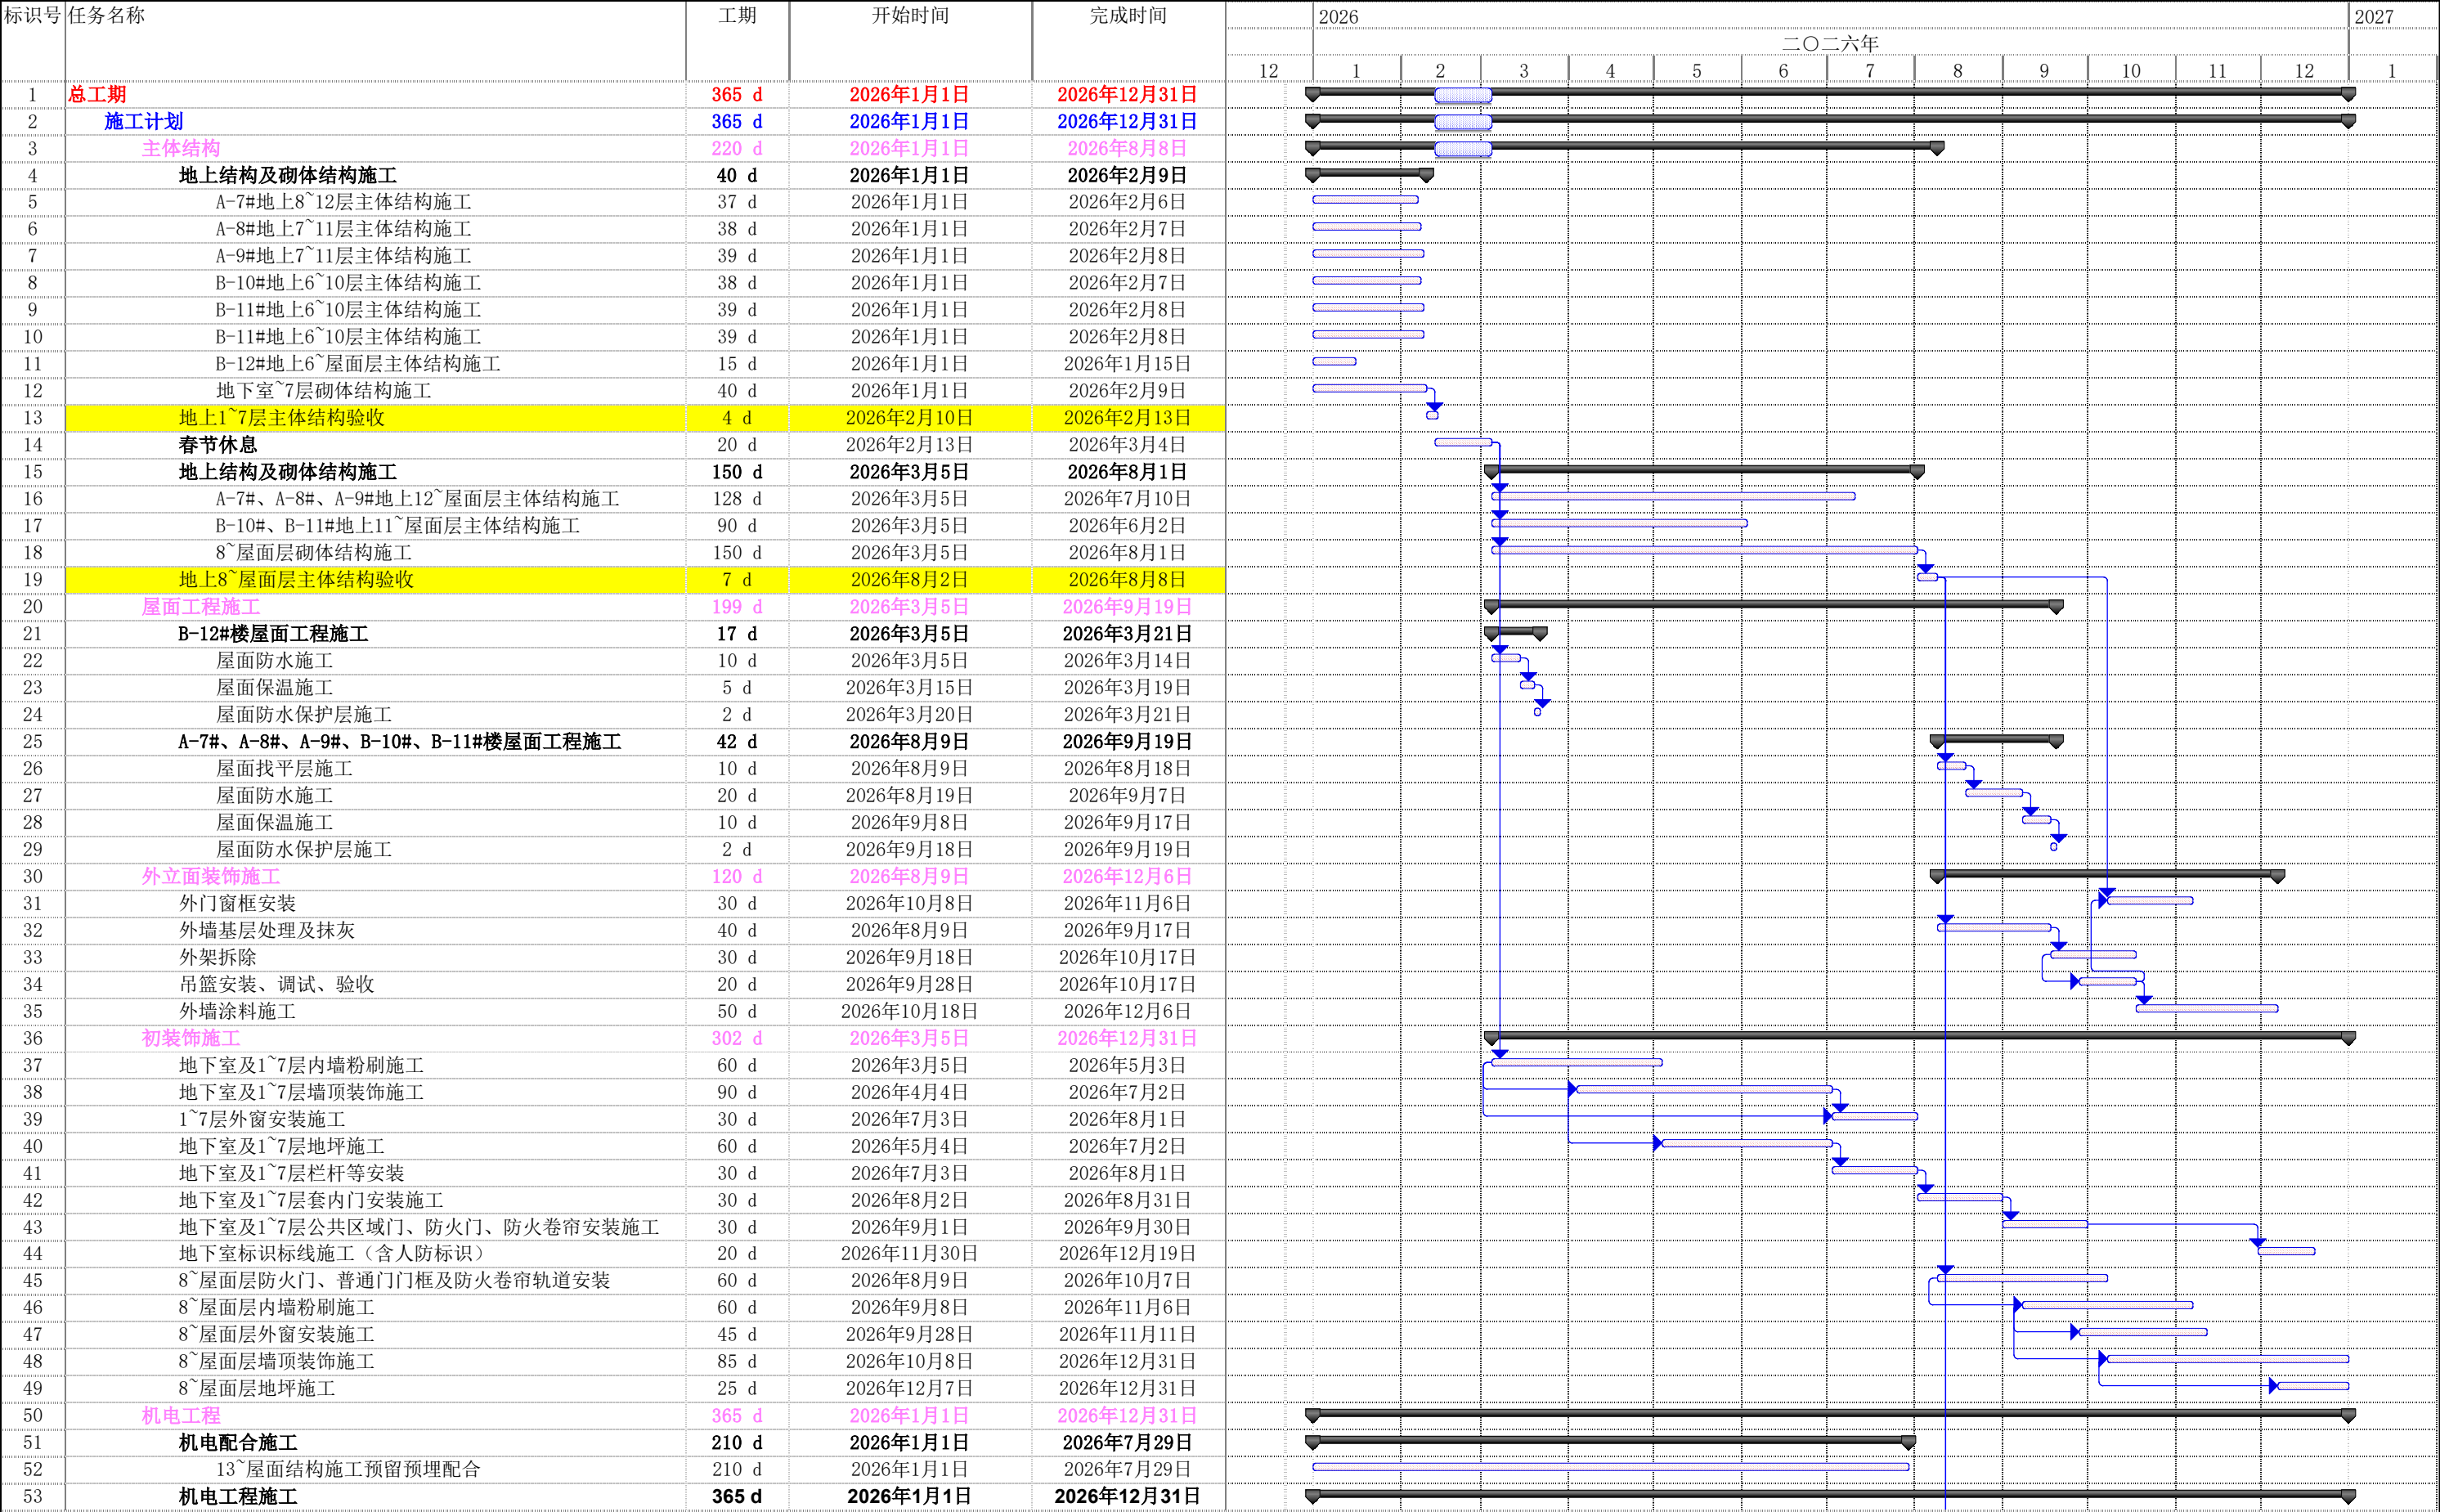 标识号 任务名称 工期 开始时间 完成时间 2026 2027
二〇二六年
12 1 2 3 4 5 6 7 8 9 10 11 12 1
1 总工期 365 d 2026年1月1日 2026年12月31日
2 施工计划 365 d 2026年1月1日 2026年12月31日
3 主体结构 220 d 2026年1月1日 2026年8月8日
4 地上结构及砌体结构施工 40 d 2026年1月1日 2026年2月9日
5 A-7#地上8~12层主体结构施工 37 d 2026年1月1日 2026年2月6日
6 A-8#地上7~11层主体结构施工 38 d 2026年1月1日 2026年2月7日
7 A-9#地上7~11层主体结构施工 39 d 2026年1月1日 2026年2月8日
8 B-10#地上6~10层主体结构施工 38 d 2026年1月1日 2026年2月7日
9 B-11#地上6~10层主体结构施工 39 d 2026年1月1日 2026年2月8日
10 B-11#地上6~10层主体结构施工 39 d 2026年1月1日 2026年2月8日
11 B-12#地上6~屋面层主体结构施工 15 d 2026年1月1日 2026年1月15日
12 地下室~7层砌体结构施工 40 d 2026年1月1日 2026年2月9日
13 地上1~7层主体结构验收 4 d 2026年2月10日 2026年2月13日
14 春节休息 20 d 2026年2月13日 2026年3月4日
15 地上结构及砌体结构施工 150 d 2026年3月5日 2026年8月1日
16 A-7#、A-8#、A-9#地上12~屋面层主体结构施工 128 d 2026年3月5日 2026年7月10日
17 B-10#、B-11#地上11~屋面层主体结构施工 90 d 2026年3月5日 2026年6月2日
18 8~屋面层砌体结构施工 150 d 2026年3月5日 2026年8月1日
19 地上8~屋面层主体结构验收 7 d 2026年8月2日 2026年8月8日
20 屋面工程施工 199 d 2026年3月5日 2026年9月19日
21 B-12#楼屋面工程施工 17 d 2026年3月5日 2026年3月21日
22 屋面防水施工 10 d 2026年3月5日 2026年3月14日
23 屋面保温施工 5 d 2026年3月15日 2026年3月19日
24 屋面防水保护层施工 2 d 2026年3月20日 2026年3月21日
25 A-7#、A-8#、A-9#、B-10#、B-11#楼屋面工程施工 42 d 2026年8月9日 2026年9月19日
26 屋面找平层施工 10 d 2026年8月9日 2026年8月18日
27 屋面防水施工 20 d 2026年8月19日 2026年9月7日
28 屋面保温施工 10 d 2026年9月8日 2026年9月17日
29 屋面防水保护层施工 2 d 2026年9月18日 2026年9月19日
30 外立面装饰施工 120 d 2026年8月9日 2026年12月6日
31 外门窗框安装 30 d 2026年10月8日 2026年11月6日
32 外墙基层处理及抹灰 40 d 2026年8月9日 2026年9月17日
33 外架拆除 30 d 2026年9月18日 2026年10月17日
34 吊篮安装、调试、验收 20 d 2026年9月28日 2026年10月17日
35 外墙涂料施工 50 d 2026年10月18日 2026年12月6日
36 初装饰施工 302 d 2026年3月5日 2026年12月31日
37 地下室及1~7层内墙粉刷施工 60 d 2026年3月5日 2026年5月3日
38 地下室及1~7层墙顶装饰施工 90 d 2026年4月4日 2026年7月2日
39 1~7层外窗安装施工 30 d 2026年7月3日 2026年8月1日
40 地下室及1~7层地坪施工 60 d 2026年5月4日 2026年7月2日
41 地下室及1~7层栏杆等安装 30 d 2026年7月3日 2026年8月1日
42 地下室及1~7层套内门安装施工 30 d 2026年8月2日 2026年8月31日
43 地下室及1~7层公共区域门、防火门、防火卷帘安装施工 30 d 2026年9月1日 2026年9月30日
44 地下室标识标线施工（含人防标识） 20 d 2026年11月30日 2026年12月19日
45 8~屋面层防火门、普通门门框及防火卷帘轨道安装 60 d 2026年8月9日 2026年10月7日
46 8~屋面层内墙粉刷施工 60 d 2026年9月8日 2026年11月6日
47 8~屋面层外窗安装施工 45 d 2026年9月28日 2026年11月11日
48 8~屋面层墙顶装饰施工 85 d 2026年10月8日 2026年12月31日
49 8~屋面层地坪施工 25 d 2026年12月7日 2026年12月31日
50 机电工程 365 d 2026年1月1日 2026年12月31日
51 机电配合施工 210 d 2026年1月1日 2026年7月29日
52 13~屋面结构施工预留预埋配合 210 d 2026年1月1日 2026年7月29日
53 机电工程施工 365 d 2026年1月1日 2026年12月31日